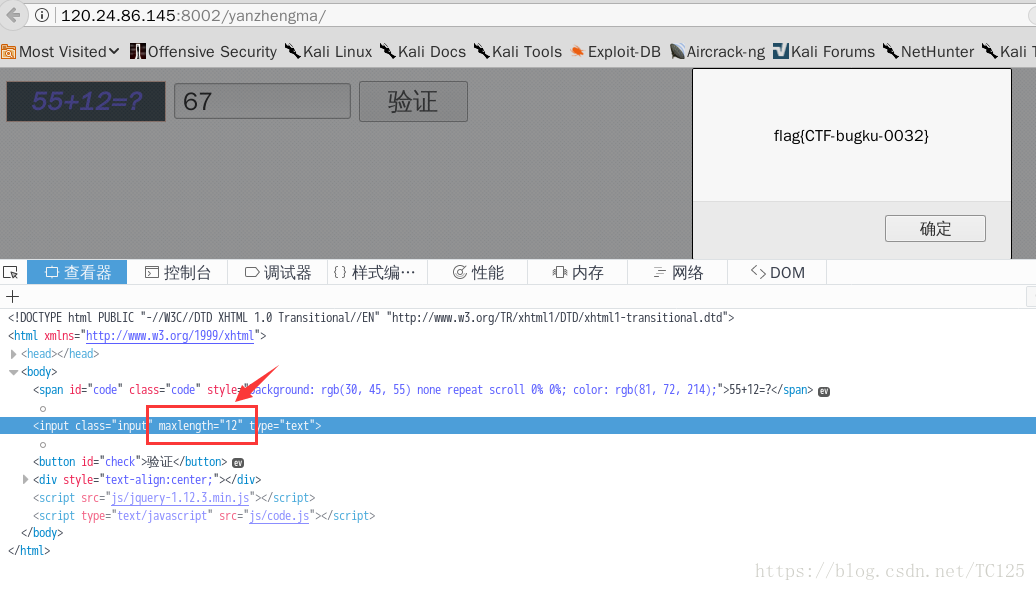 120.24.86.145:8002/yanzhengma/
Most Visited Offensive Security Kali Linux Kali Docs Kali Tools Exploit-DB Aircrack-ng Kali Forums NetHunter Kali T
55+12=? 67 验证
flag{CTF-bugku-0032}
确定
查看器 控制台 调试器 { } 样式编… 性能 内存 网络 DOM
<!DOCTYPE html PUBLIC "-//W3C//DTD XHTML 1.0 Transitional//EN" "http://www.w3.org/TR/xhtml1/DTD/xhtml1-transitional.dtd">
<html xmlns="http://www.w3.org/1999/xhtml">
<head></head>
<body>
<span id="code" class="code" style="background: rgb(30, 45, 55) none repeat scroll 0% 0%; color: rgb(81, 72, 214);">55+12=?</span> ev
<input class="input" maxlength="12" type="text">
<button id="check">验证</button> ev
<div style="text-align:center;"></div>
<script src="js/jquery-1.12.3.min.js"></script>
<script type="text/javascript" src="js/code.js"></script>
</body>
</html>
https://blog.csdn.net/TC125